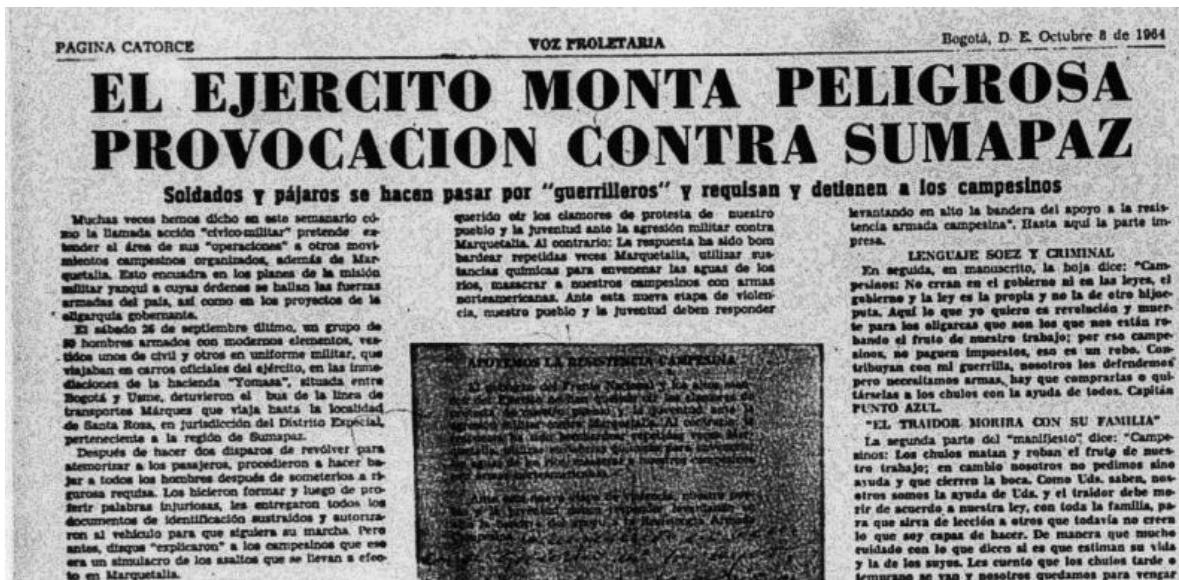 PAGINA CATORCE
VOZ PROLETARIA
Bogotá, D. E. Octubre 8 de 1964
EL EJERCITO MONTA PELIGROSA
PROVOCACION CONTRA SUMAPAZ
Soldados y pájaros se hacen pasar por "guerrilleros" y requisan y detienen a los campesinos
Muchas veces hemos dicho en este semanario có-
mo la llamada acción "cívico-militar" pretende ex-
tender el área de sus "operaciones" a otros movi-
mientos campesinos organizados, además de Mar-
quetalia. Esto encuadra en los planes de la misión
militar yanqui a cuyas órdenes se hallan las fuerzas
armadas del país, así como en los proyectos de la
oligarquía gobernante.
El sábado 26 de septiembre último, un grupo de
hombres armados con modernos elementos, ves-
tidos unos de civil y otros en uniforme militar, que
viajaban en carros oficiales del ejército, en las inme-
diaciones de la hacienda "Yomasa", situada entre
Bogotá y Usme, detuvieron el bus de la línea de
transportes Márques que viaja hasta la localidad
de Santa Rosa, en jurisdicción del Distrito Especial,
perteneciente a la región de Sumapaz.
Después de hacer dos disparos de revólver para
atemorizar a los pasajeros, procedieron a hacer ba-
jar a todos los hombres después de someterlos a ri-
gurosa requisa. Los hicieron formar y luego de pro-
ferir palabras injuriosas, les entregaron todos los
documentos de identificación sustraídos y autoriza-
ron al vehículo para que siguiera su marcha. Pero
antes, dizque "explicaron" a los campesinos que ese
era un simulacro de los asaltos que se llevan a efec-
to en Marquetalia.
querido oír los clamores de protesta de nuestro
pueblo y la juventud ante la agresión militar contra
Marquetalia. Al contrario: La respuesta ha sido bom
bardear repetidas veces Marquetalia, utilizar sus-
tancias químicas para envenenar las aguas de los
ríos, masacrar a nuestros campesinos con armas
norteamericanas. Ante esta nueva etapa de violen-
cia, nuestro pueblo y la juventud deben responder
APOYEMOS LA RESISTENCIA CAMPESINA
El gobierno del Frente Nacional y los altos
levantando en alto la bandera del apoyo a la resis-
tencia armada campesina". Hasta aquí la parte im-
presa.
LENGUAJE SOEZ Y CRIMINAL
En seguida, en manuscrito, la hoja dice: "Cam-
pesinos: No crean en el gobierno ni en las leyes, el
gobierno y la ley es la propia y no la de otro hijue-
puta. Aquí lo que yo quiero es revolución y muer-
te para los oligarcas que son los que nos están ro-
bando el fruto de nuestro trabajo; por eso campe-
sinos, no paguen impuestos, eso es un robo. Con-
tribuyan con mi guerrilla, nosotros los defendemos
pero necesitamos armas, hay que comprarlas o qui-
társelas a los chulos con la ayuda de todos. Capitán
PUNTO AZUL.
"EL TRAIDOR MORIRA CON SU FAMILIA"
La segunda parte del "manifiesto", dice: "Campe-
sinos: Los chulos matan y roban el fruto de nues-
tro trabajo; en cambio nosotros no pedimos sino
ayuda y que cierren la boca. Como Uds. saben, nos-
otros somos la ayuda de Uds. y el traidor debe mo-
rir de acuerdo a nuestra ley, con toda la familia, pa-
ra que sirva de lección a otros que todavía no creen
lo que soy capaz de hacer. De manera que mucho
cuidado con lo que dicen si es que estiman su vida
y la de los suyos. Les cuento que los chulos tarde o
temprano se van y nosotros quedamos para vengar